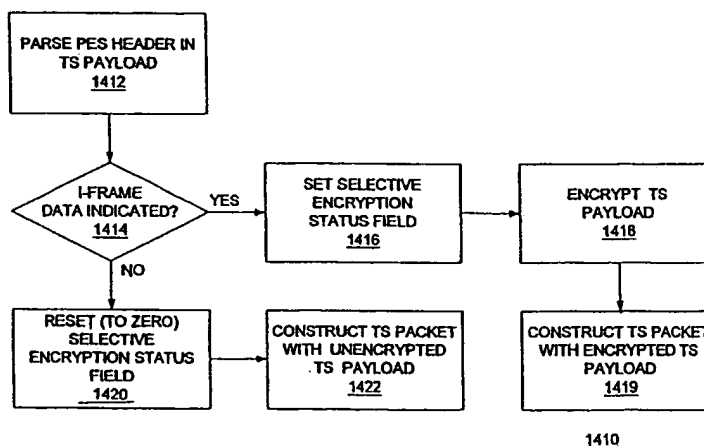 PARSE PES HEADER IN
TS PAYLOAD
1412
I-FRAME
DATA INDICATED?
1414
YES
NO
SET SELECTIVE
ENCRYPTION
STATUS FIELD
1416
ENCRYPT TS
PAYLOAD
1418
RESET (TO ZERO)
SELECTIVE
ENCRYPTION STATUS
FIELD
1420
CONSTRUCT TS PACKET
WITH UNENCRYPTED
TS PAYLOAD
1422
CONSTRUCT TS PACKET
WITH ENCRYPTED TS
PAYLOAD
1419
1410